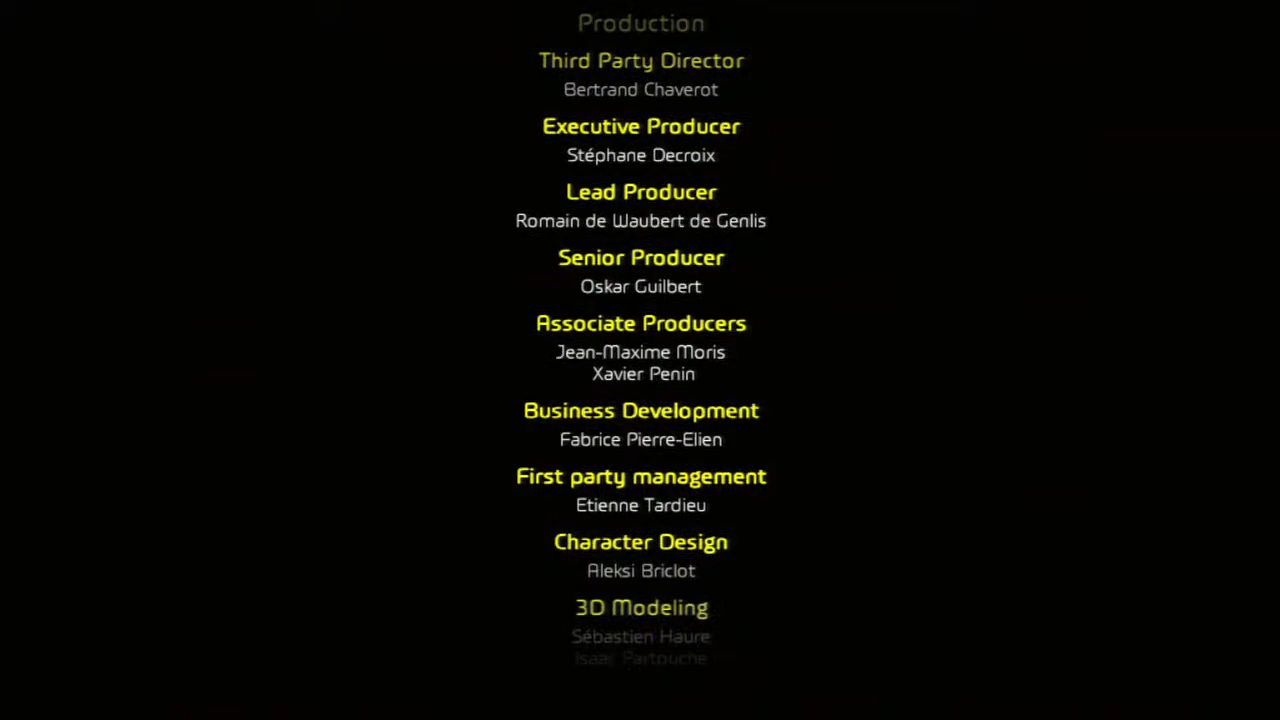 Production
Third Party Director
Bertrand Chaverot
Executive Producer
Stéphane Decroix
Lead Producer
Romain de Waubert de Genlis
Senior Producer
Oskar Guilbert
Associate Producers
Jean-Maxime Moris
Xavier Penin
Business Development
Fabrice Pierre-Elien
First party management
Etienne Tardieu
Character Design
Aleksi Briclot
3D Modeling
Sébastien Haure
Isaac Partouche